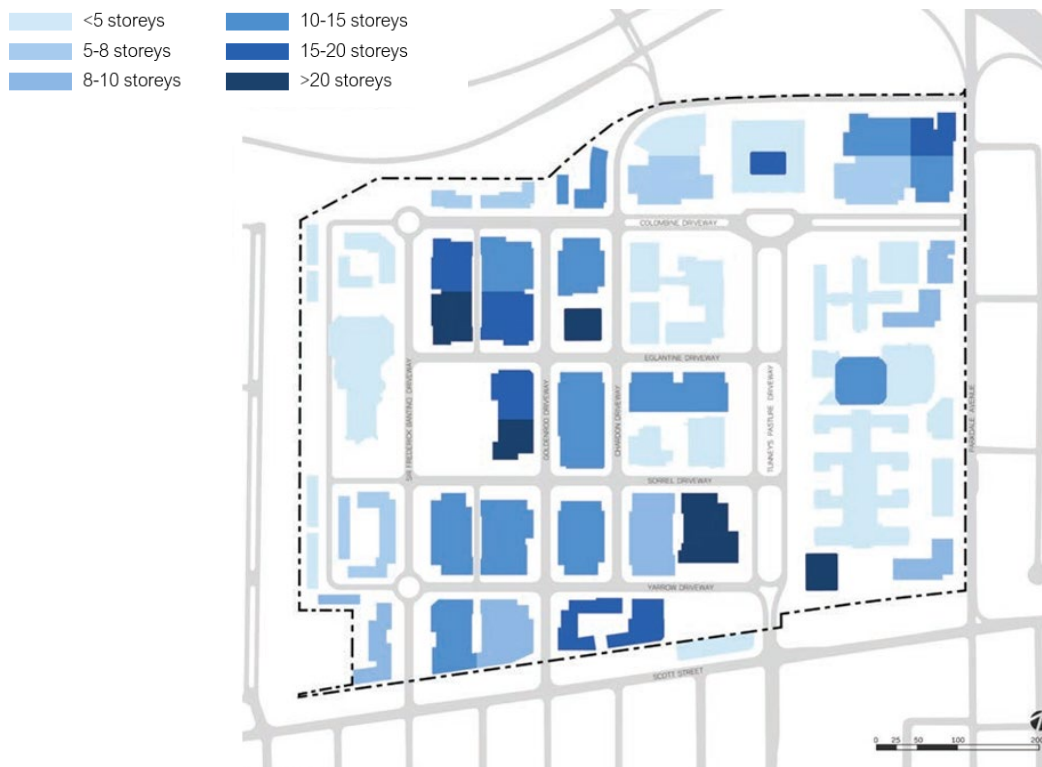 <5 storeys
10-15 storeys
5-8 storeys
15-20 storeys
8-10 storeys
>20 storeys
COLOMBINE DRIVEWAY
EGLANTINE DRIVEWAY
SIR FREDERICK BANTING DRIVEWAY
GOLDENROD DRIVEWAY
CHARDON DRIVEWAY
TUNNEY'S PASTURE DRIVEWAY
PARKDALE AVENUE
SORREL DRIVEWAY
YARROW DRIVEWAY
SCOTT STREET
0 25 50 100 200